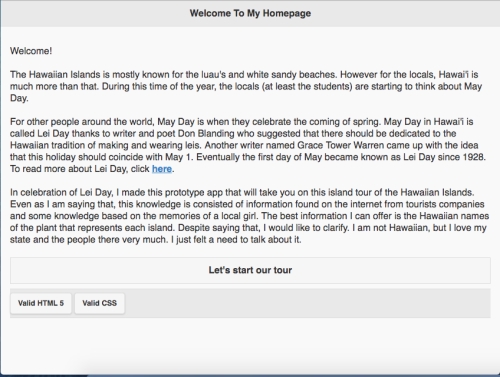 Welcome To My Homepage
Welcome!
The Hawaiian Islands is mostly known for the luau's and white sandy beaches. However for the locals, Hawai'i is
much more than that. During this time of the year, the locals (at least the students) are starting to think about May
Day.
For other people around the world, May Day is when they celebrate the coming of spring. May Day in Hawai'i is
called Lei Day thanks to writer and poet Don Blanding who suggested that there should be dedicated to the
Hawaiian tradition of making and wearing leis. Another writer named Grace Tower Warren came up with the idea
that this holiday should coincide with May 1. Eventually the first day of May became known as Lei Day since 1928.
To read more about Lei Day, click here.
In celebration of Lei Day, I made this prototype app that will take you on this island tour of the Hawaiian Islands.
Even as I am saying that, this knowledge is consisted of information found on the internet from tourists companies
and some knowledge based on the memories of a local girl. The best information I can offer is the Hawaiian names
of the plant that represents each island. Despite saying that, I would like to clarify. I am not Hawaiian, but I love my
state and the people there very much. I just felt a need to talk about it.
Let's start our tour
Valid HTML 5 Valid CSS